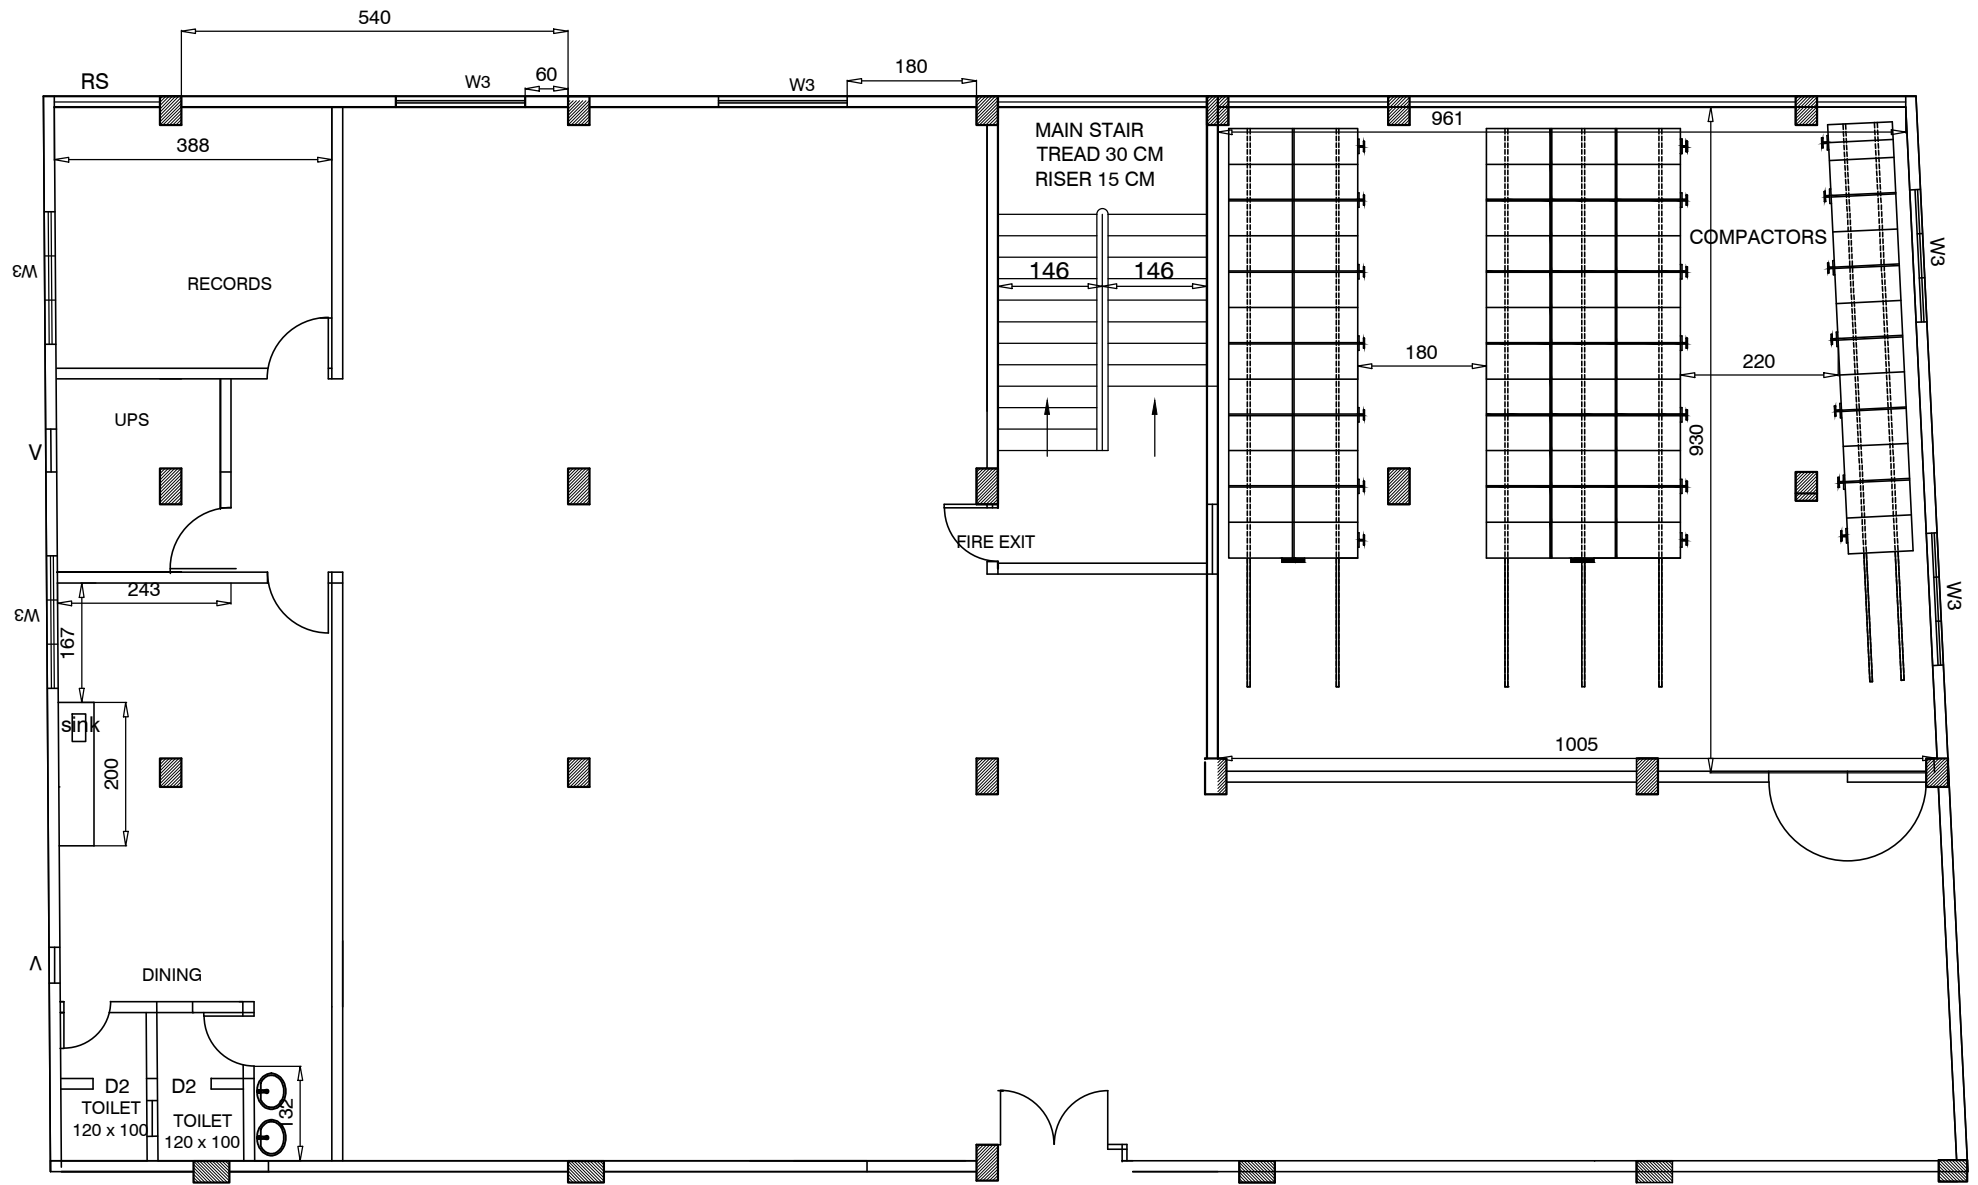 540
RS
W3
60
W3
180
MAIN STAIR
TREAD 30 CM
RISER 15 CM
961
388
W3
RECORDS
146
146
COMPACTORS
W3
180
220
UPS
V
930
FIRE EXIT
243
W3
167
W3
sink
200
1005
V
DINING
D2
D2
TOILET
120 x 100
TOILET
120 x 100
132